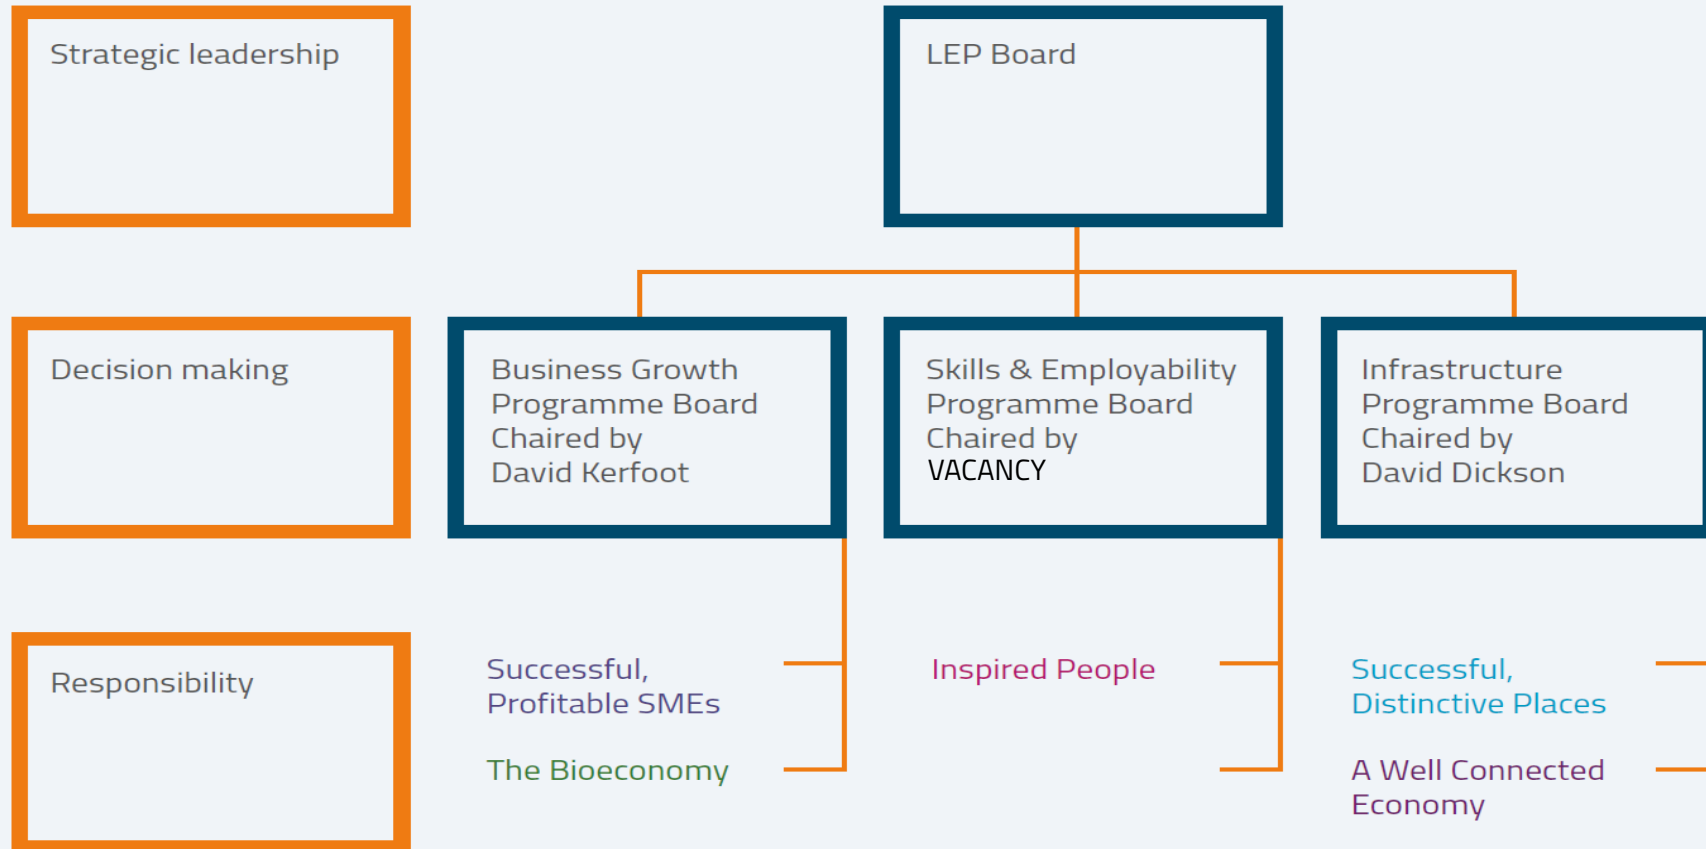 Strategic leadership
LEP Board
Decision making
Business Growth
Programme Board
Chaired by
David Kerfoot
Skills & Employability
Programme Board
Chaired by
VACANCY
Infrastructure
Programme Board
Chaired by
David Dickson
Responsibility
Successful,
Profitable SMEs
The Bioeconomy
Inspired People
Successful,
Distinctive Places
A Well Connected
Economy